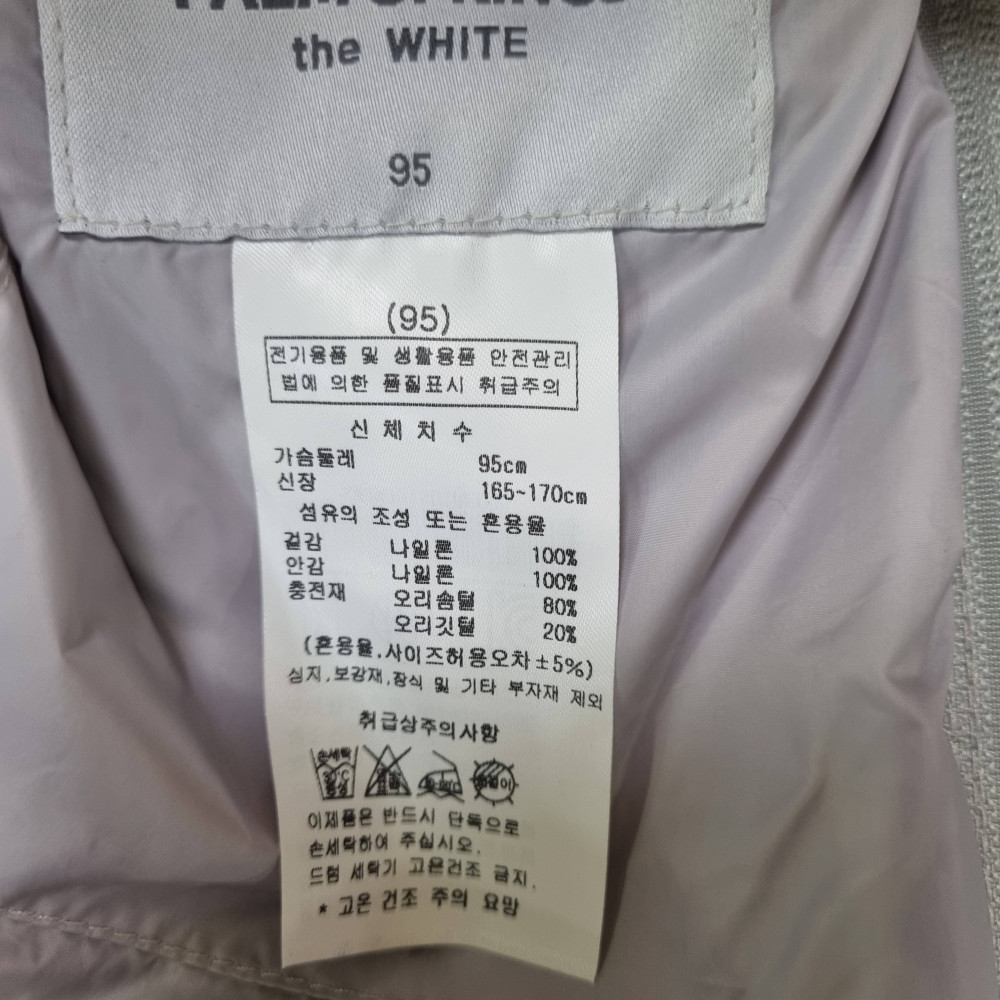 the WHITE
95
(95)
전기용품 및 생활용품 안전관리
법에 의한 품질표시 취급주의
신 체 치 수
가슴둘레 95cm
신장 165~170cm
섬유의 조성 또는 혼용율
겉감 나일론 100%
안감 나일론 100%
충전재 오리솜털 80%
오리깃털 20%
(혼용율,사이즈허용오차±5%)
심지,보강재,장식 및 기타 부자재 제외
취급상주의사항
손세탁
이제품은 반드시 단독으로
손세탁하여 주십시오.
드럼 세탁기 고온건조 금지.
* 고온 건조 주의 요망